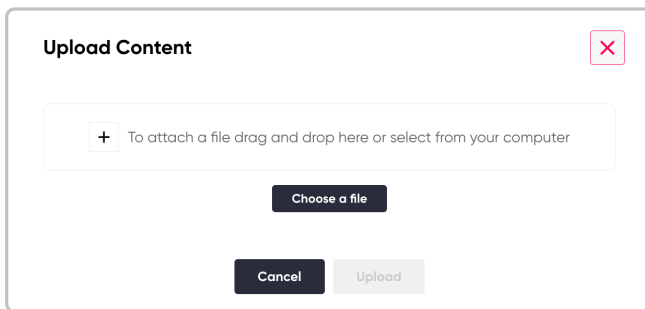 Upload Content
To attach a file drag and drop here or select from your computer
Choose a file
Cancel Upload